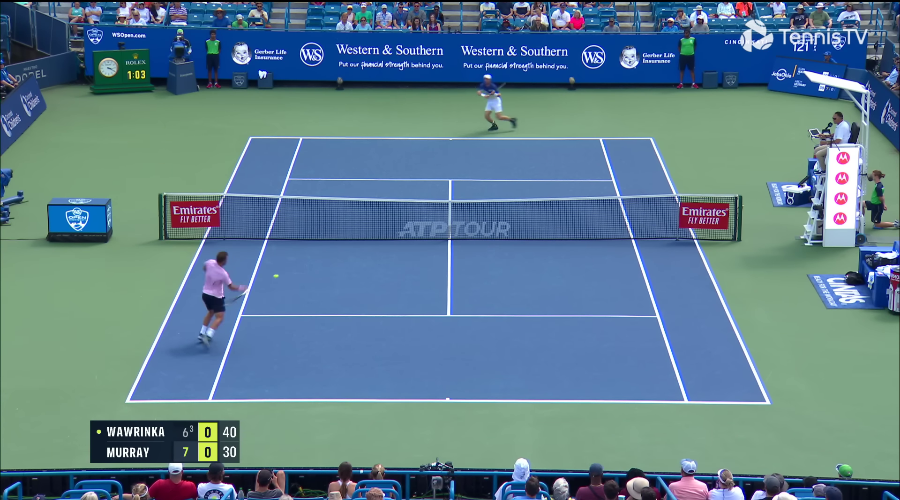 WSOpen.com
ROLEX
1:03
Gerber Life
Insurance
W&S
Western & Southern
Put our financial strength behind you.
Western & Southern
Put our financial strength behind you.
W&S
Gerber Life
Insurance
TennisTV
Emirates
FLY BETTER
ATP TOUR
Emirates
FLY BETTER
OPEN
CINCY
WAWRINKA 6 3 0 40
MURRAY 7 0 30